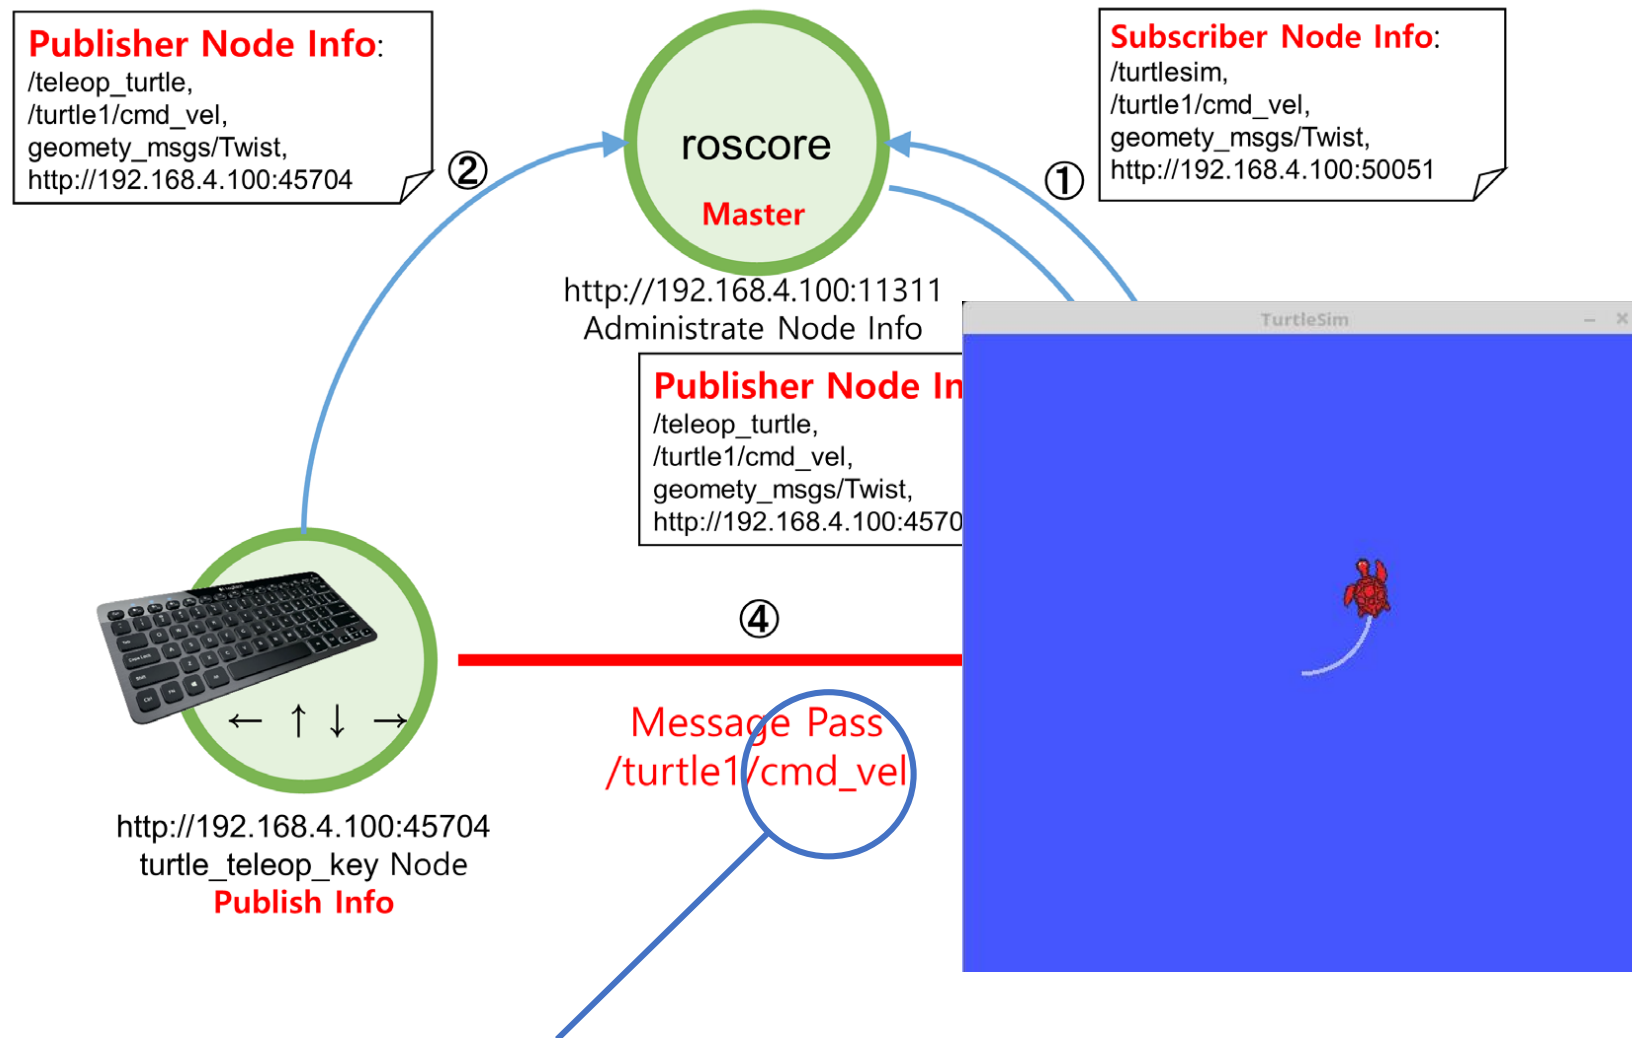 Publisher Node Info:
/teleop_turtle,
/turtle1/cmd_vel,
geomety_msgs/Twist,
http://192.168.4.100:45704
②
roscore
Master
http://192.168.4.100:11311
Administrate Node Info
①
Subscriber Node Info:
/turtlesim,
/turtle1/cmd_vel,
geomety_msgs/Twist,
http://192.168.4.100:50051
Publisher Node In
/teleop_turtle,
/turtle1/cmd_vel,
geomety_msgs/Twist,
http://192.168.4.100:4570
TurtleSim
④
Message Pass
/turtle1/cmd_vel
← ↑ ↓ →
http://192.168.4.100:45704
turtle_teleop_key Node
Publish Info